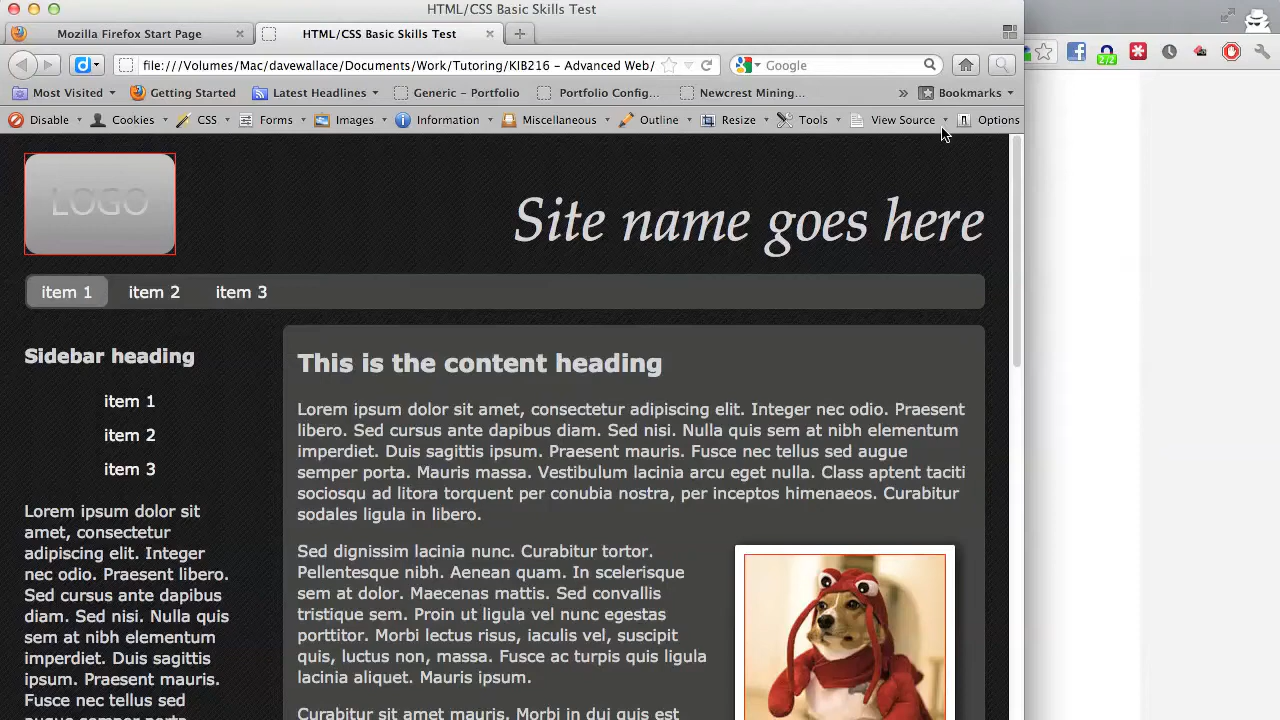 HTML/CSS Basic Skills Test
Mozilla Firefox Start Page
HTML/CSS Basic Skills Test
file:///Volumes/Mac/davewallac
Google
Most Visited
Getting Started
Latest Headlines
Generic – Portfolio
Portfolio Config...
Newcrest Mining...
»
Bookmarks
Disable
Cookies
CSS
Forms
Images
Information
Miscellaneous
Outline
Resize
Tools
View Source
Options
272
LOGO
Site name goes here
item 1 item 2 item 3
Sidebar heading
item 1
item 2
item 3
Lorem ipsum dolor sit
amet, consectetur
adipiscing elit. Integer
nec odio. Praesent libero.
Sed cursus ante dapibus
diam. Sed nisi. Nulla quis
sem at nibh elementum
imperdiet. Duis sagittis
ipsum. Praesent mauris.
Fusce nec tellus sed
This is the content heading
Lorem ipsum dolor sit amet, consectetur adipiscing elit. Integer nec odio. Praesent
libero. Sed cursus ante dapibus diam. Sed nisi. Nulla quis sem at nibh elementum
imperdiet. Duis sagittis ipsum. Praesent mauris. Fusce nec tellus sed augue
semper porta. Mauris massa. Vestibulum lacinia arcu eget nulla. Class aptent taciti
sociosqu ad litora torquent per conubia nostra, per inceptos himenaeos. Curabitur
sodales ligula in libero.
Sed dignissim lacinia nunc. Curabitur tortor.
Pellentesque nibh. Aenean quam. In scelerisque
sem at dolor. Maecenas mattis. Sed convallis
tristique sem. Proin ut ligula vel nunc egestas
porttitor. Morbi lectus risus, iaculis vel, suscipit
quis, luctus non, massa. Fusce ac turpis quis ligula
lacinia aliquet. Mauris ipsum.
Curabitur sit amet mauris. Morbi in dui quis est